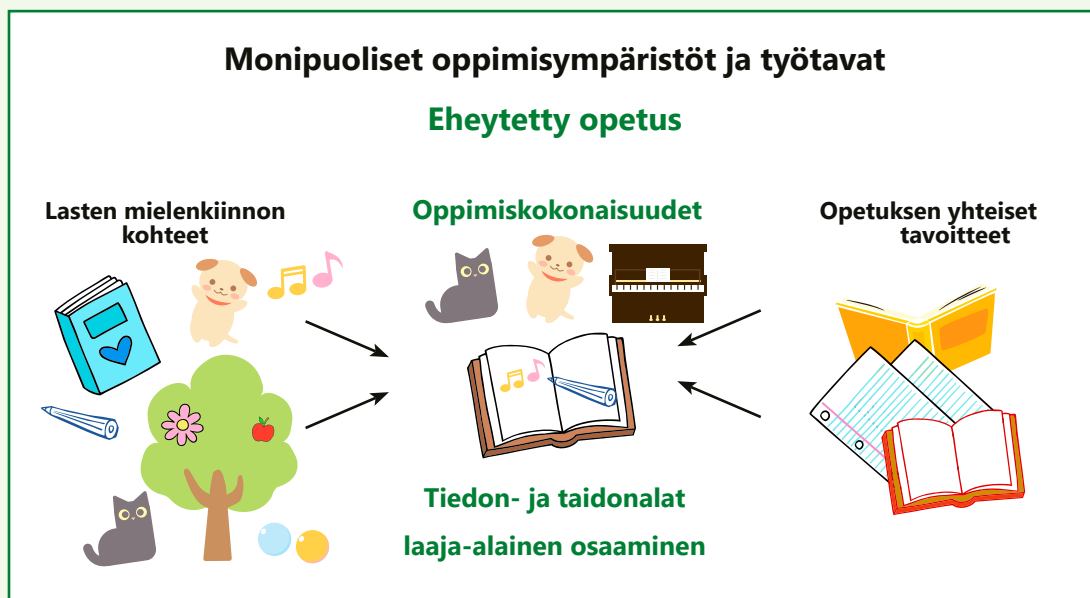 Monipuoliset oppimisympäristöt ja työtavat
Eheytetty opetus
Lasten mielenkiinnon
kohteet
Oppimiskokonaisuudet
Opetuksen yhteiset
tavoitteet
Tiedon- ja taidonalat
laaja-alainen osaaminen